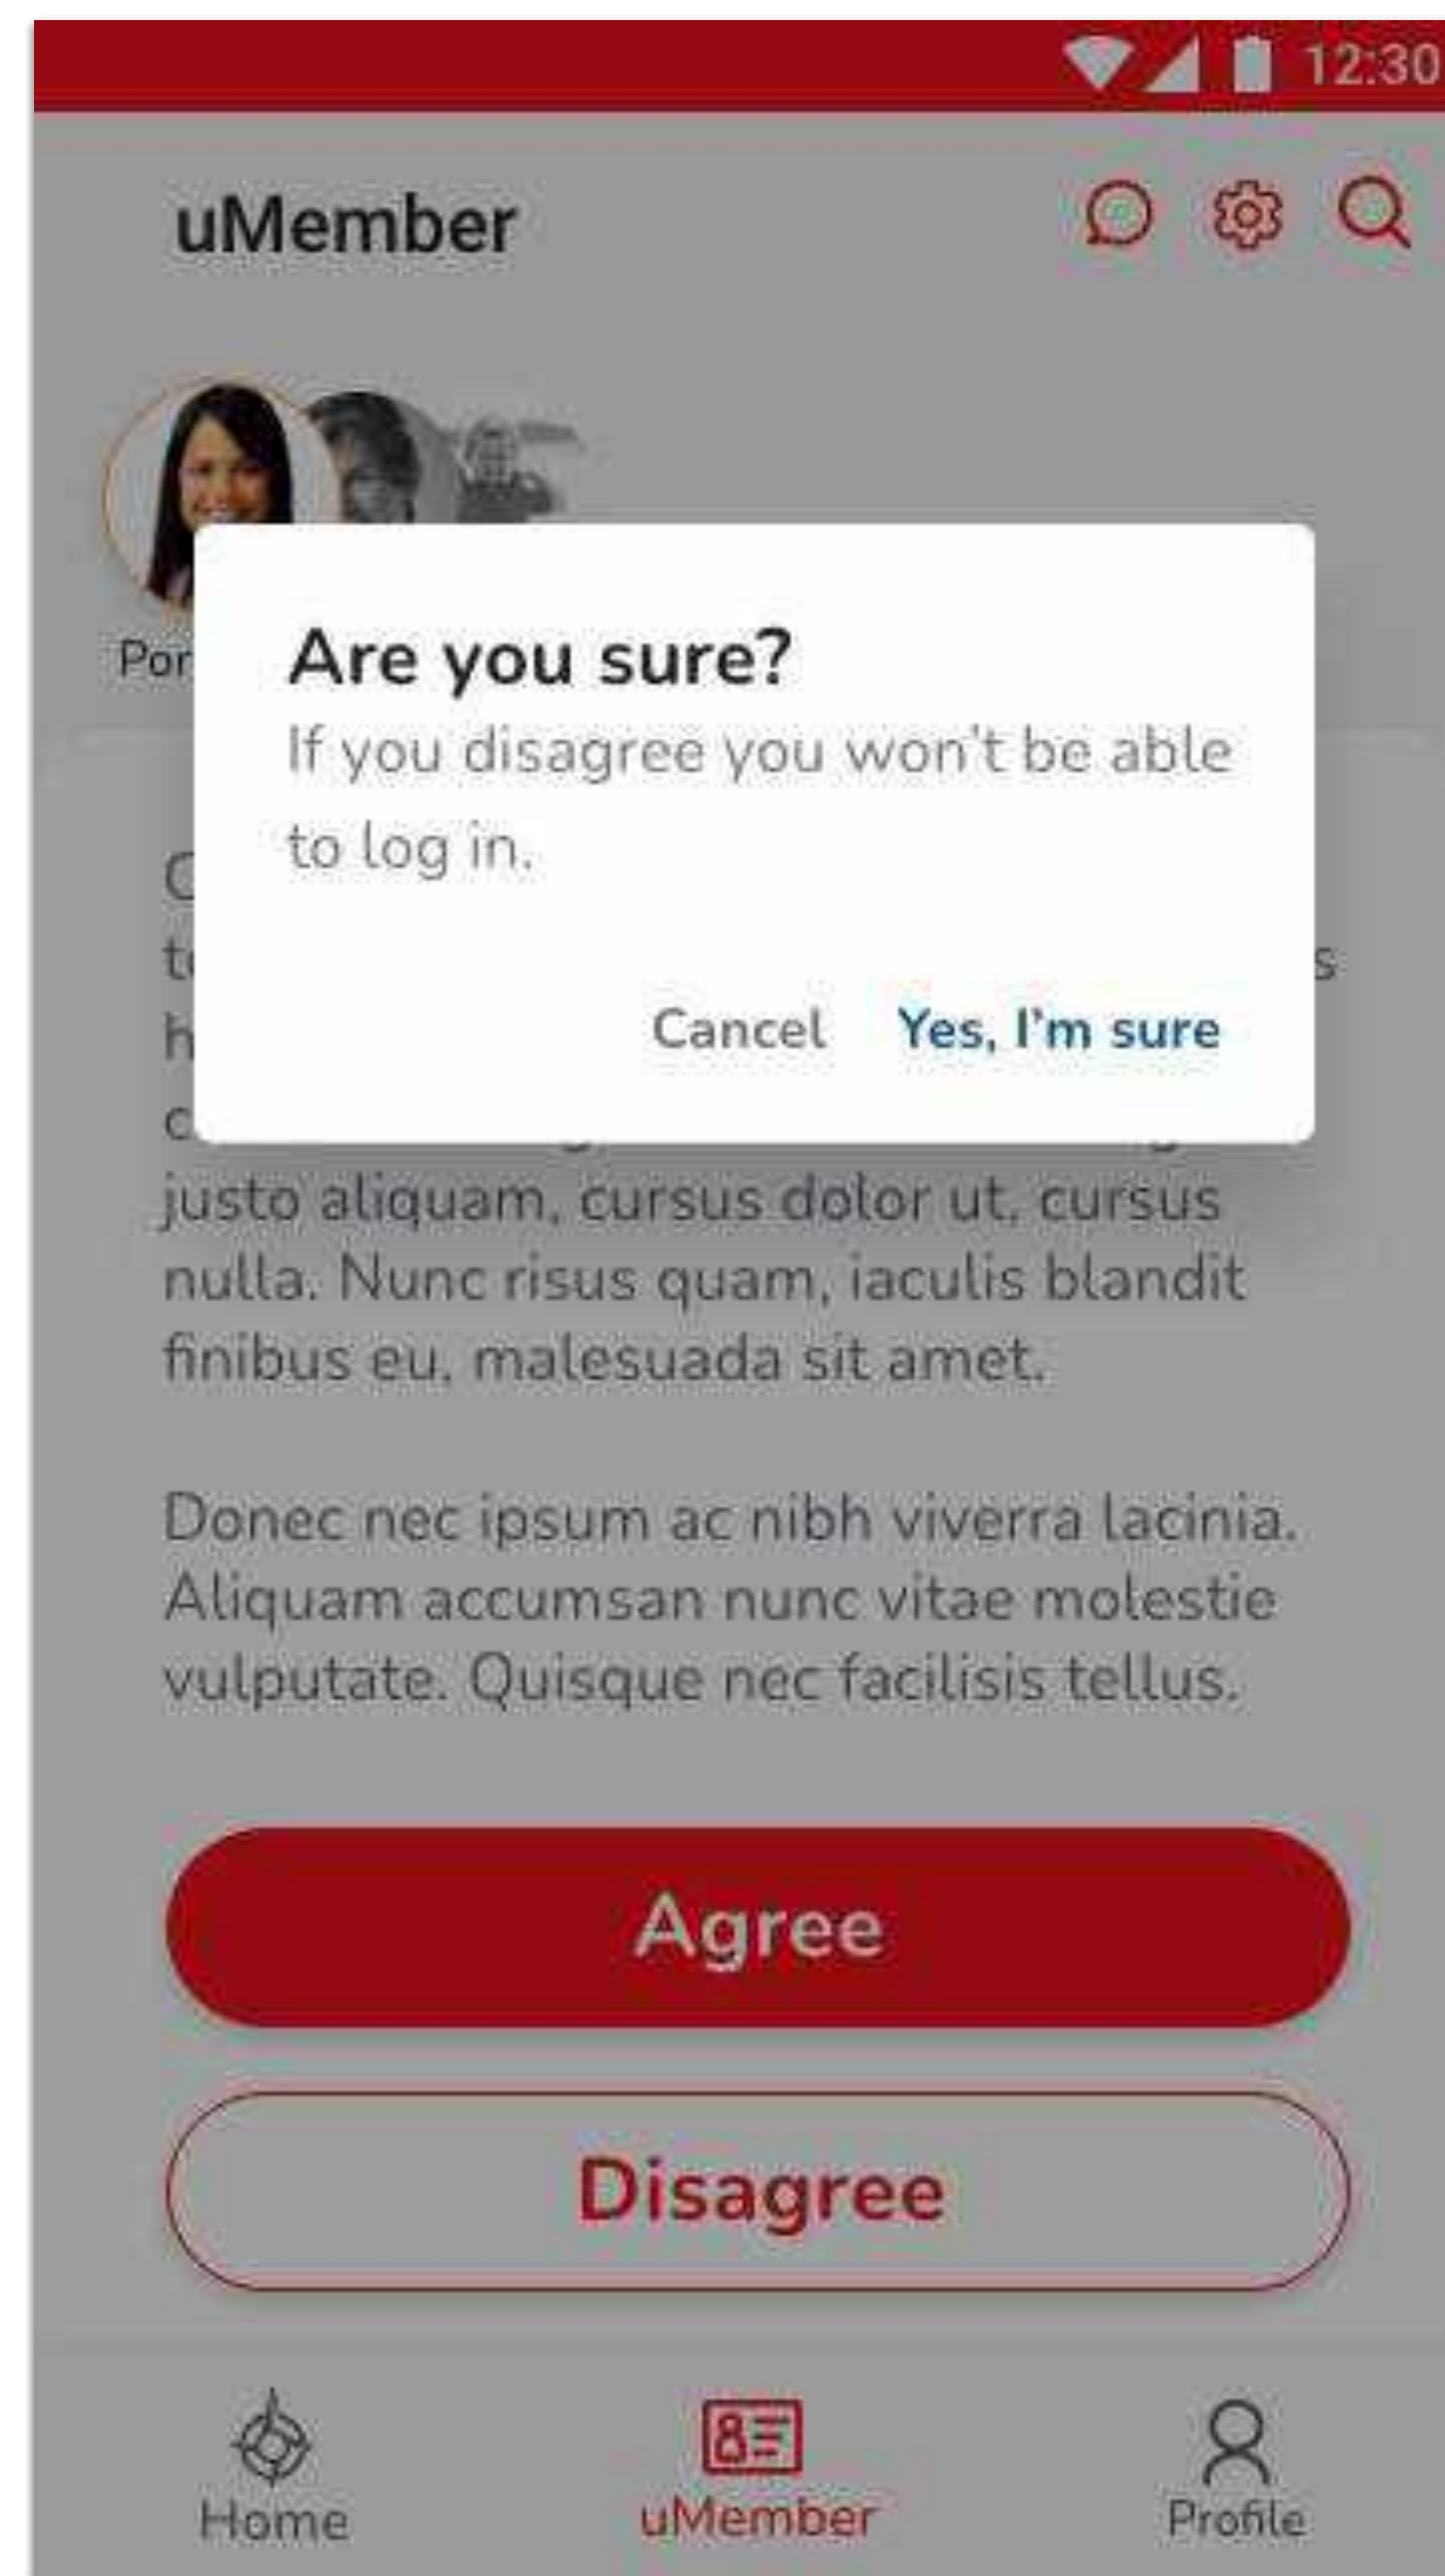 12:30
uMember
Por
Are you sure?
If you disagree you won't be able
to log in.
Cancel Yes, I'm sure
justo aliquam, cursus dolor ut, cursus
nulla. Nunc risus quam, iaculis blandit
finibus eu, malesuada sit amet.
Donec nec ipsum ac nibh viverra lacinia.
Aliquam accumsan nunc vitae molestie
vulputate. Quisque nec facilisis tellus.
Agree
Disagree
Home uMember Profile